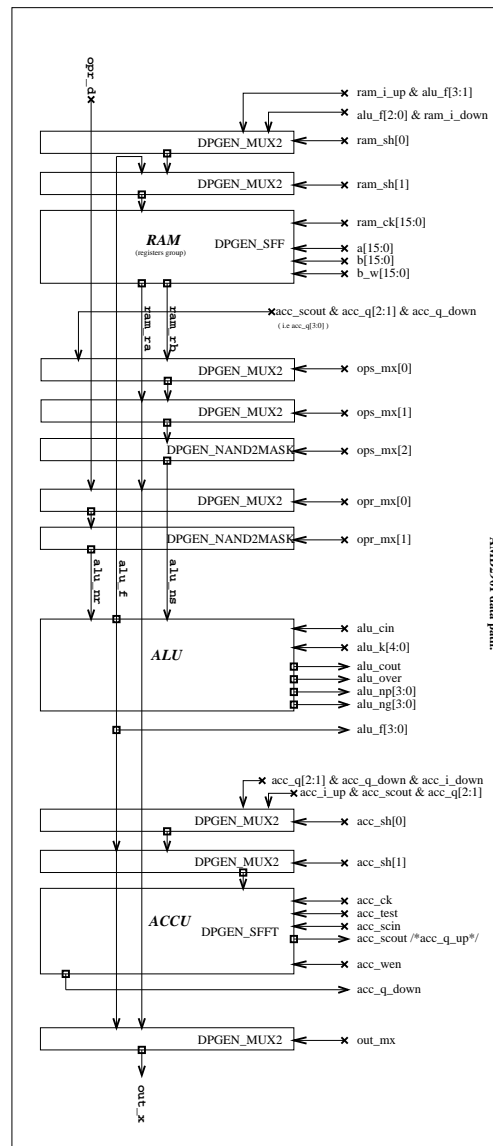 opr_d
ram_i_up & alu_f[3:1]
alu_f[2:0] & ram_i_down
DPGEN_MUX2
ram_sh[0]
DPGEN_MUX2
ram_sh[1]
RAM
(registers group)
DPGEN_SFF
ram_ck[15:0]
a[15:0]
b[15:0]
b_w[15:0]
ram_ra
ram_rb
acc_scout & acc_q[2:1] & acc_q_down
( i.e acc_q[3:0] )
DPGEN_MUX2
ops_mx[0]
DPGEN_MUX2
ops_mx[1]
DPGEN_NAND2MASK
ops_mx[2]
DPGEN_MUX2
opr_mx[0]
DPGEN_NAND2MASK
opr_mx[1]
alu_nr
alu_f
alu_ns
AMD2901 data path
ALU
alu_cin
alu_k[4:0]
alu_cout
alu_over
alu_np[3:0]
alu_ng[3:0]
alu_f[3:0]
acc_q[2:1] & acc_q_down & acc_i_down
acc_i_up & acc_scout & acc_q[2:1]
DPGEN_MUX2
acc_sh[0]
DPGEN_MUX2
acc_sh[1]
ACCU
DPGEN_SFFT
acc_ck
acc_test
acc_scin
acc_scout /*acc_q_up*/
acc_wen
acc_q_down
DPGEN_MUX2
out_mx
out_x